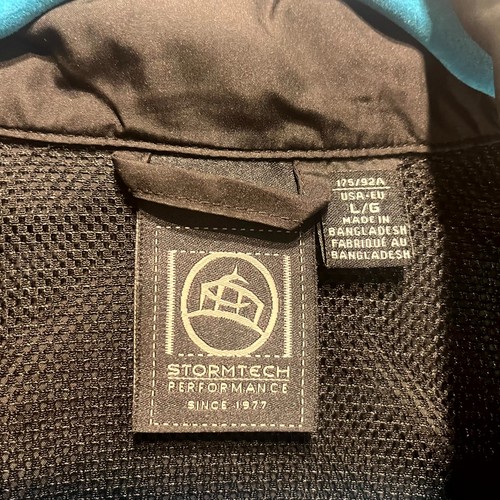 175/92A
USA-EU
L/G
MADE IN
BANGLADESH
FABRIQUÉ AU
BANGLADESH
STORMTECH
PERFORMANCE
SINCE 1977